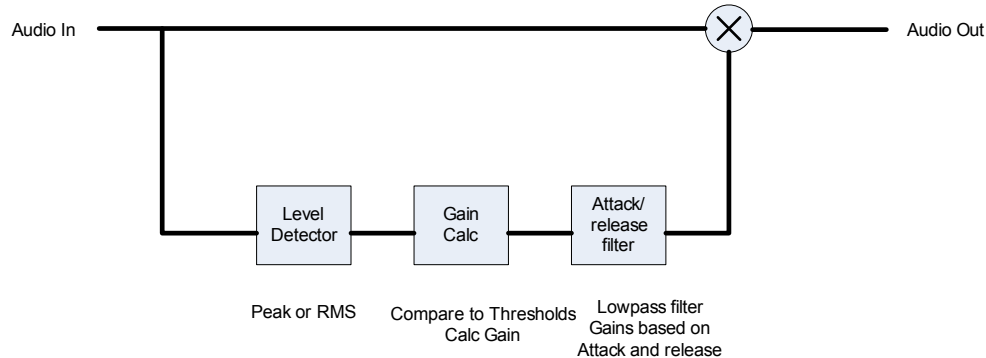 Audio In
Audio Out
Level
Detector
Gain
Calc
Attack/
release
filter
Peak or RMS
Compare to Thresholds
Calc Gain
Lowpass filter
Gains based on
Attack and release